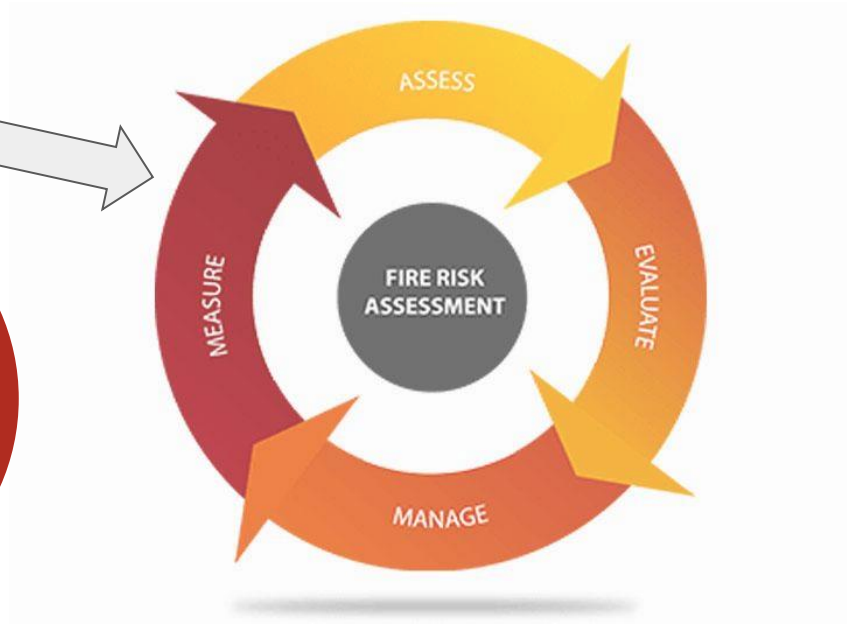 ASSESS
EVALUATE
MANAGE
MEASURE
FIRE RISK
ASSESSMENT